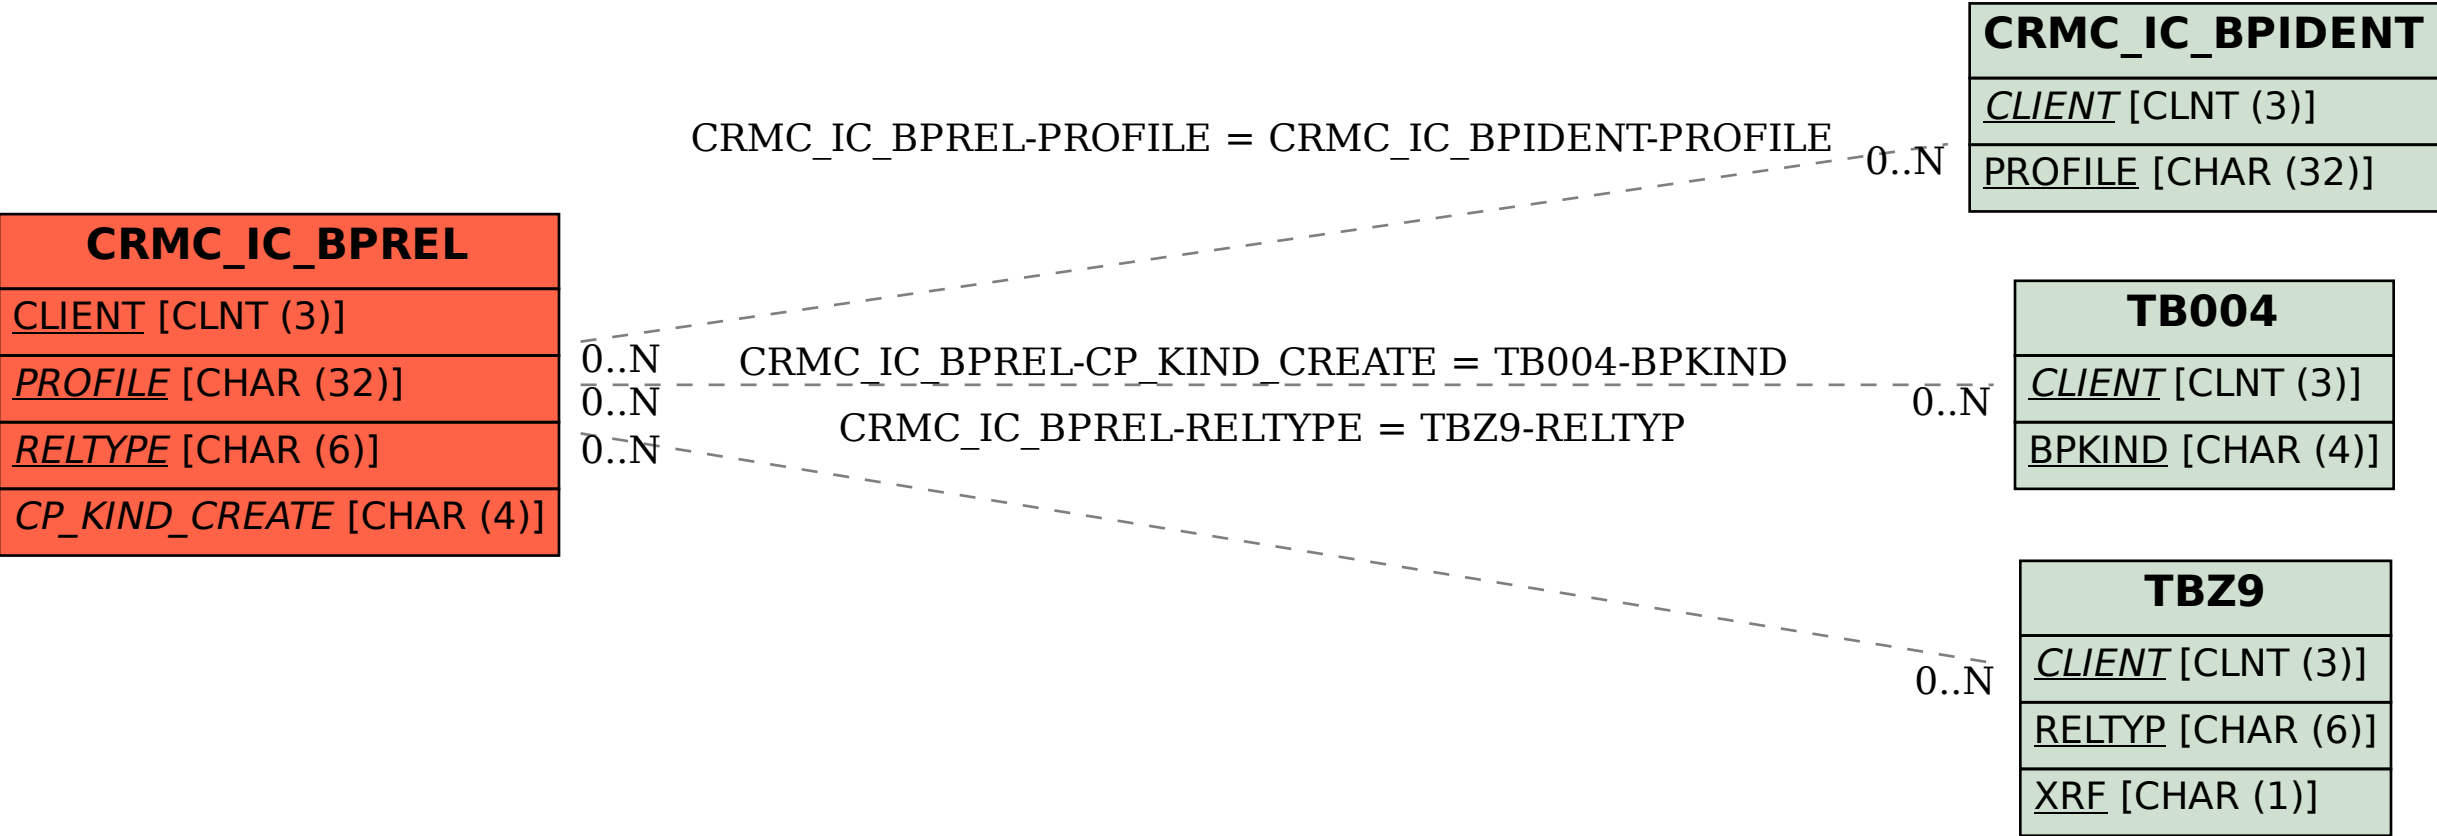 CRMC_IC_BPIDENT
CLIENT [CLNT (3)]
PROFILE [CHAR (32)]
CRMC_IC_BPREL-PROFILE = CRMC_IC_BPIDENT-PROFILE
0..N
CRMC_IC_BPREL
CLIENT [CLNT (3)]
PROFILE [CHAR (32)]
RELTYPE [CHAR (6)]
CP_KIND_CREATE [CHAR (4)]
0..N
0..N
0..N
CRMC_IC_BPREL-CP_KIND_CREATE = TB004-BPKIND
0..N
CRMC_IC_BPREL-RELTYPE = TBZ9-RELTYP
0..N
TB004
CLIENT [CLNT (3)]
BPKIND [CHAR (4)]
TBZ9
CLIENT [CLNT (3)]
RELTYP [CHAR (6)]
XRF [CHAR (1)]